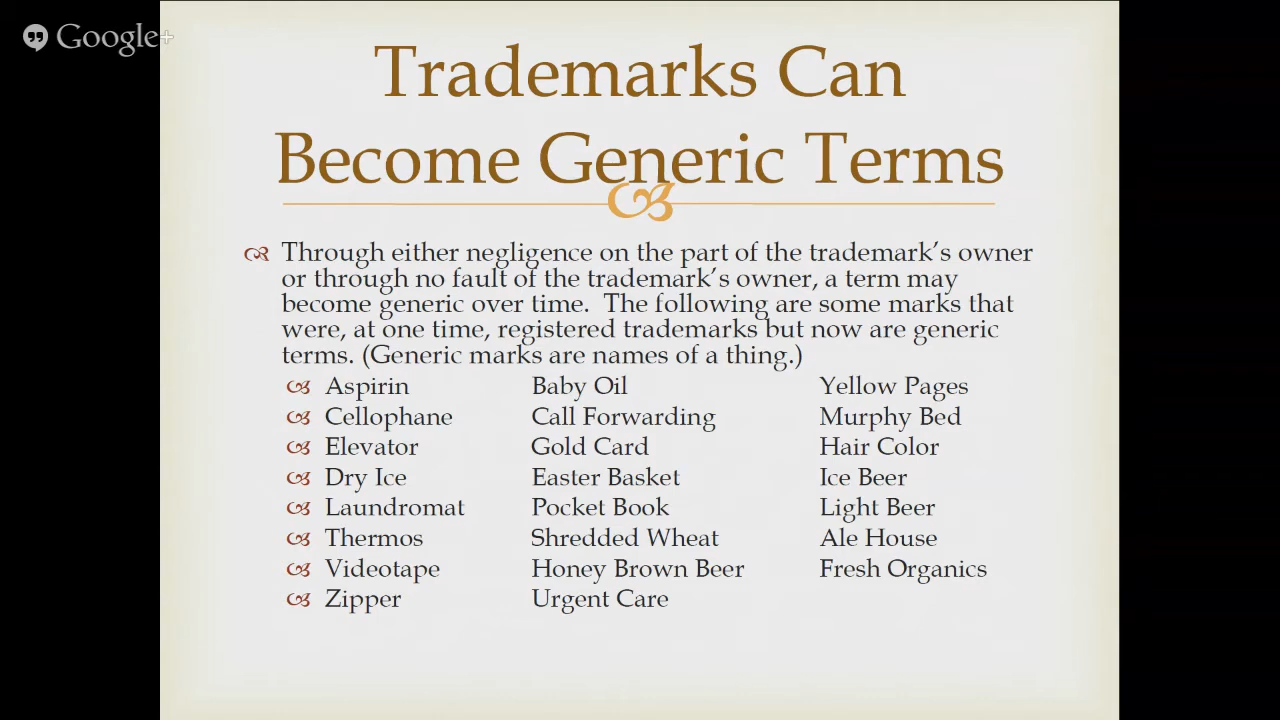 Google+
Trademarks Can
Become Generic Terms
Through either negligence on the part of the trademark's owner
or through no fault of the trademark's owner, a term may
become generic over time.  The following are some marks that
were, at one time, registered trademarks but now are generic
terms. (Generic marks are names of a thing.)
Aspirin Baby Oil Yellow Pages
Cellophane Call Forwarding Murphy Bed
Elevator Gold Card Hair Color
Dry Ice Easter Basket Ice Beer
Laundromat Pocket Book Light Beer
Thermos Shredded Wheat Ale House
Videotape Honey Brown Beer Fresh Organics
Zipper Urgent Care